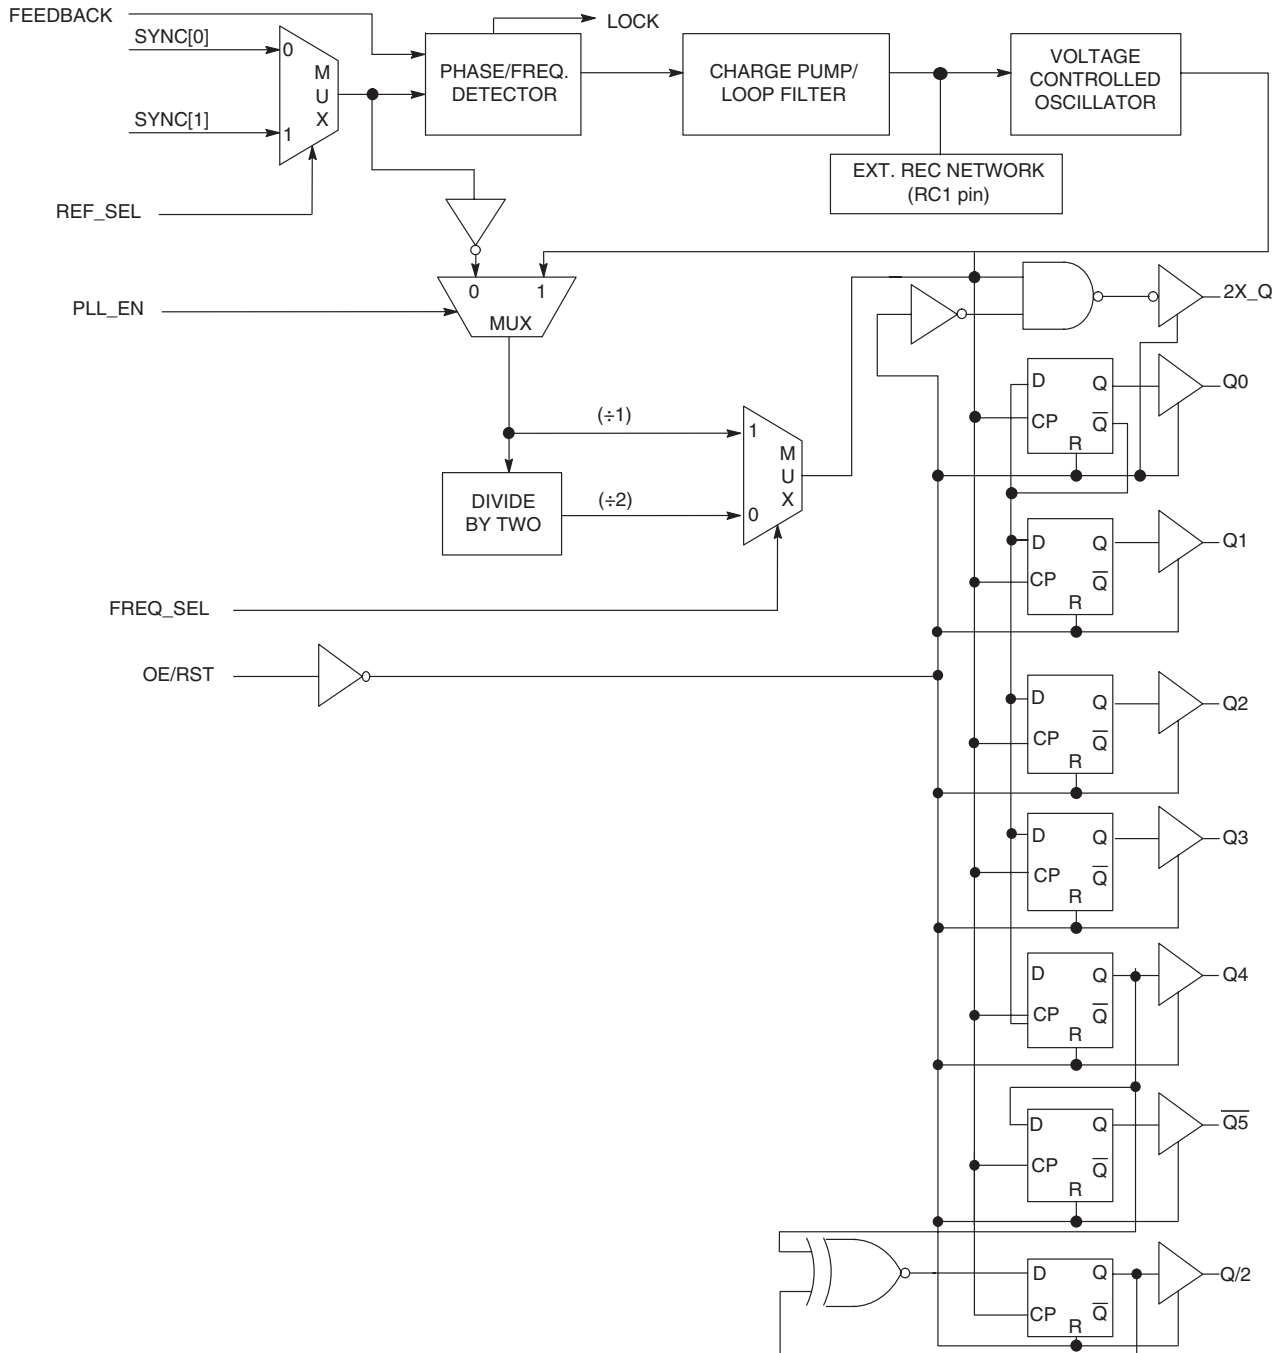 FEEDBACK
LOCK
SYNC[0]
0
M
U
X
SYNC[1]
1
PHASE/FREQ.
DETECTOR
CHARGE PUMP/
LOOP FILTER
VOLTAGE
CONTROLLED
OSCILLATOR
EXT. REC NETWORK
(RC1 pin)
REF_SEL
PLL_EN
0 1
MUX
2X_Q
(÷1)
1
M
U
X
0
DIVIDE
BY TWO
(÷2)
FREQ_SEL
OE/RST
D Q
CP Q̅
R
Q0
D Q
CP Q̅
R
Q1
D Q
CP Q̅
R
Q2
D Q
CP Q̅
R
Q3
D Q
CP Q̅
R
Q4
D Q
CP Q̅
R
Q̅5̅
D Q
CP Q̅
R
Q/2